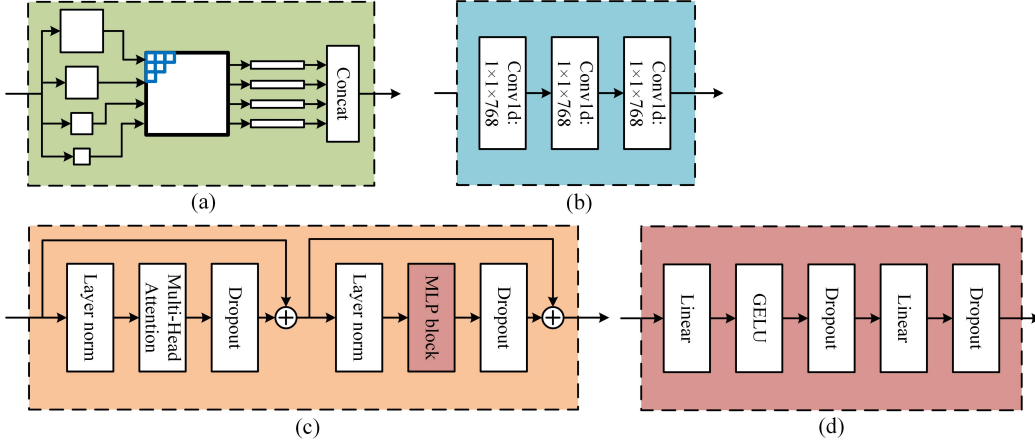 Concat
(a)
Conv1d:
1×1×768
Conv1d:
1×1×768
Conv1d:
1×1×768
(b)
Layer norm
Multi-Head
Attention
Dropout
Layer norm
MLP block
Dropout
(c)
Linear
GELU
Dropout
Linear
Dropout
(d)